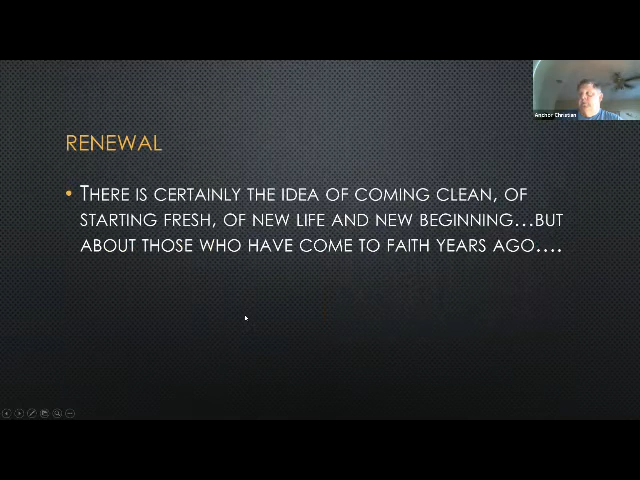 Anchor Christian
RENEWAL
• THERE IS CERTAINLY THE IDEA OF COMING CLEAN, OF
STARTING FRESH, OF NEW LIFE AND NEW BEGINNING...BUT
ABOUT THOSE WHO HAVE COME TO FAITH YEARS AGO....